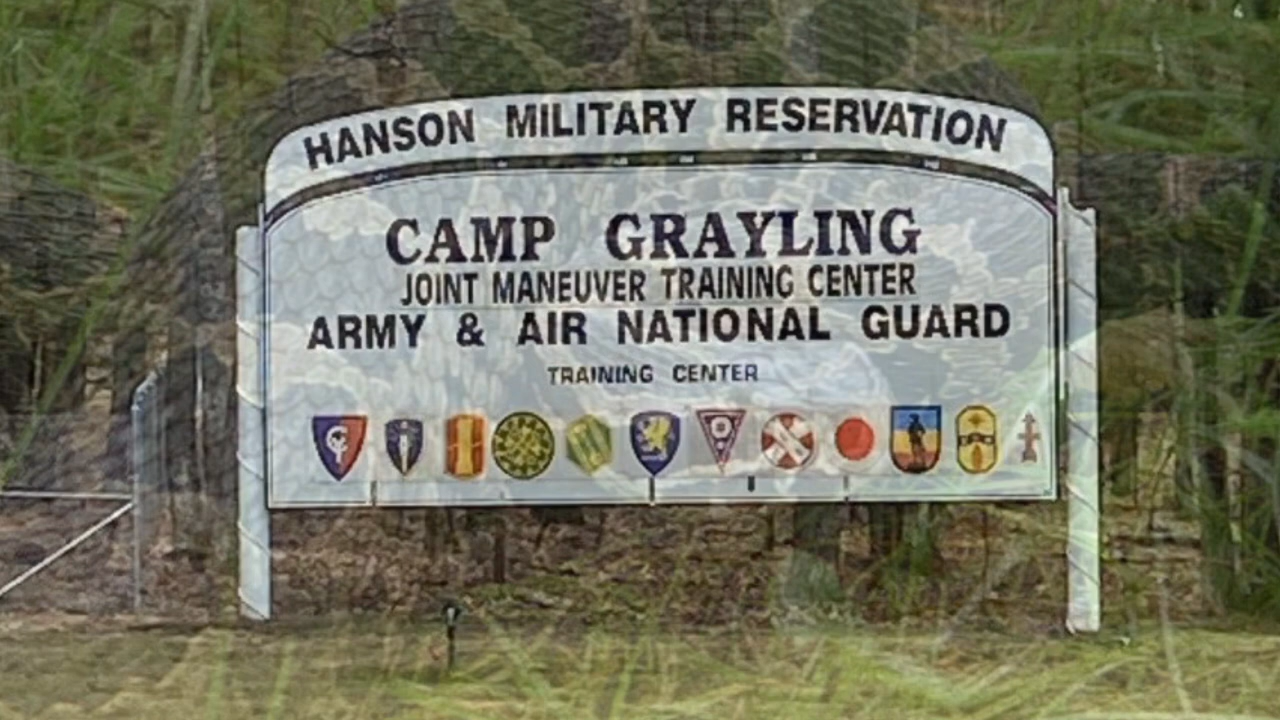 HANSON MILITARY RESERVATION
CAMP GRAYLING
JOINT MANEUVER TRAINING CENTER
ARMY & AIR NATIONAL GUARD
TRAINING CENTER